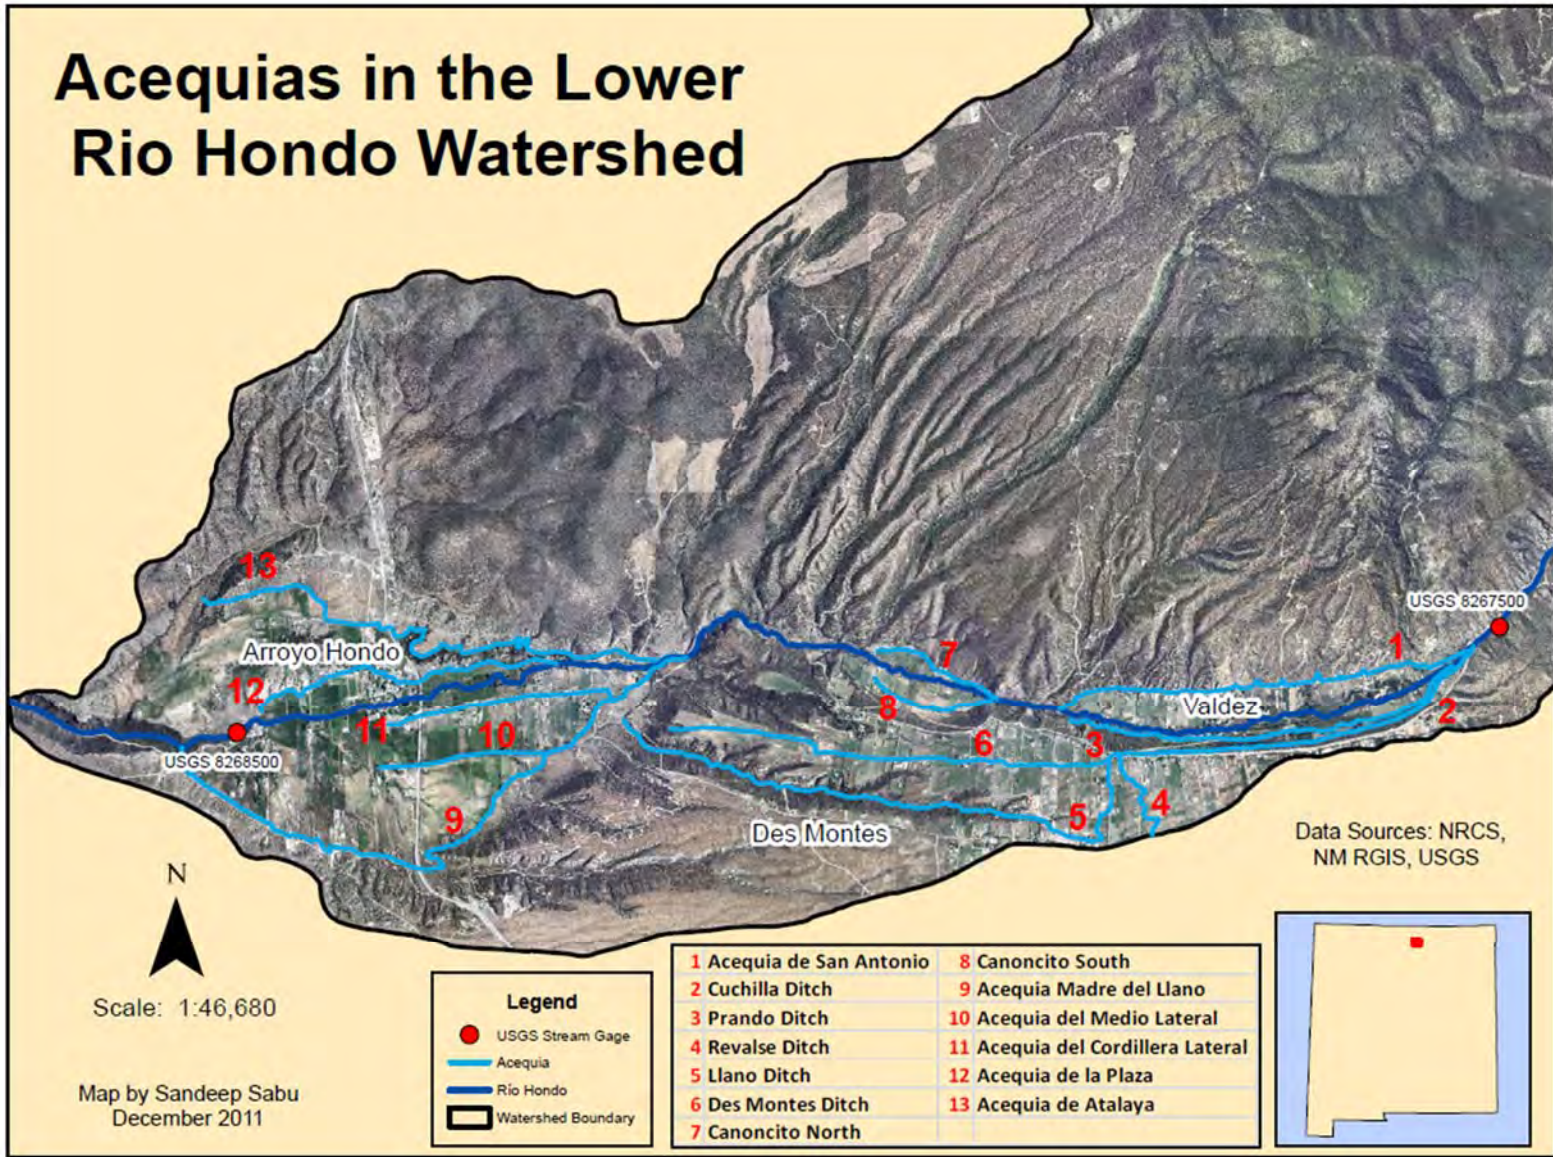 Acequias in the Lower
Rio Hondo Watershed
13
Arroyo Hondo
12
11
10
9
USGS 8268500
USGS 8267500
7
8
6
1
Valdez
2
3
5
4
Des Montes
Data Sources: NRCS,
NM RGIS, USGS
N
Scale: 1:46,680
Map by Sandeep Sabu
December 2011
Legend
USGS Stream Gage
Acequia
Río Hondo
Watershed Boundary
1 Acequia de San Antonio
2 Cuchilla Ditch
3 Prando Ditch
4 Revalse Ditch
5 Llano Ditch
6 Des Montes Ditch
7 Canoncito North
8 Canoncito South
9 Acequia Madre del Llano
10 Acequia del Medio Lateral
11 Acequia del Cordillera Lateral
12 Acequia de la Plaza
13 Acequia de Atalaya